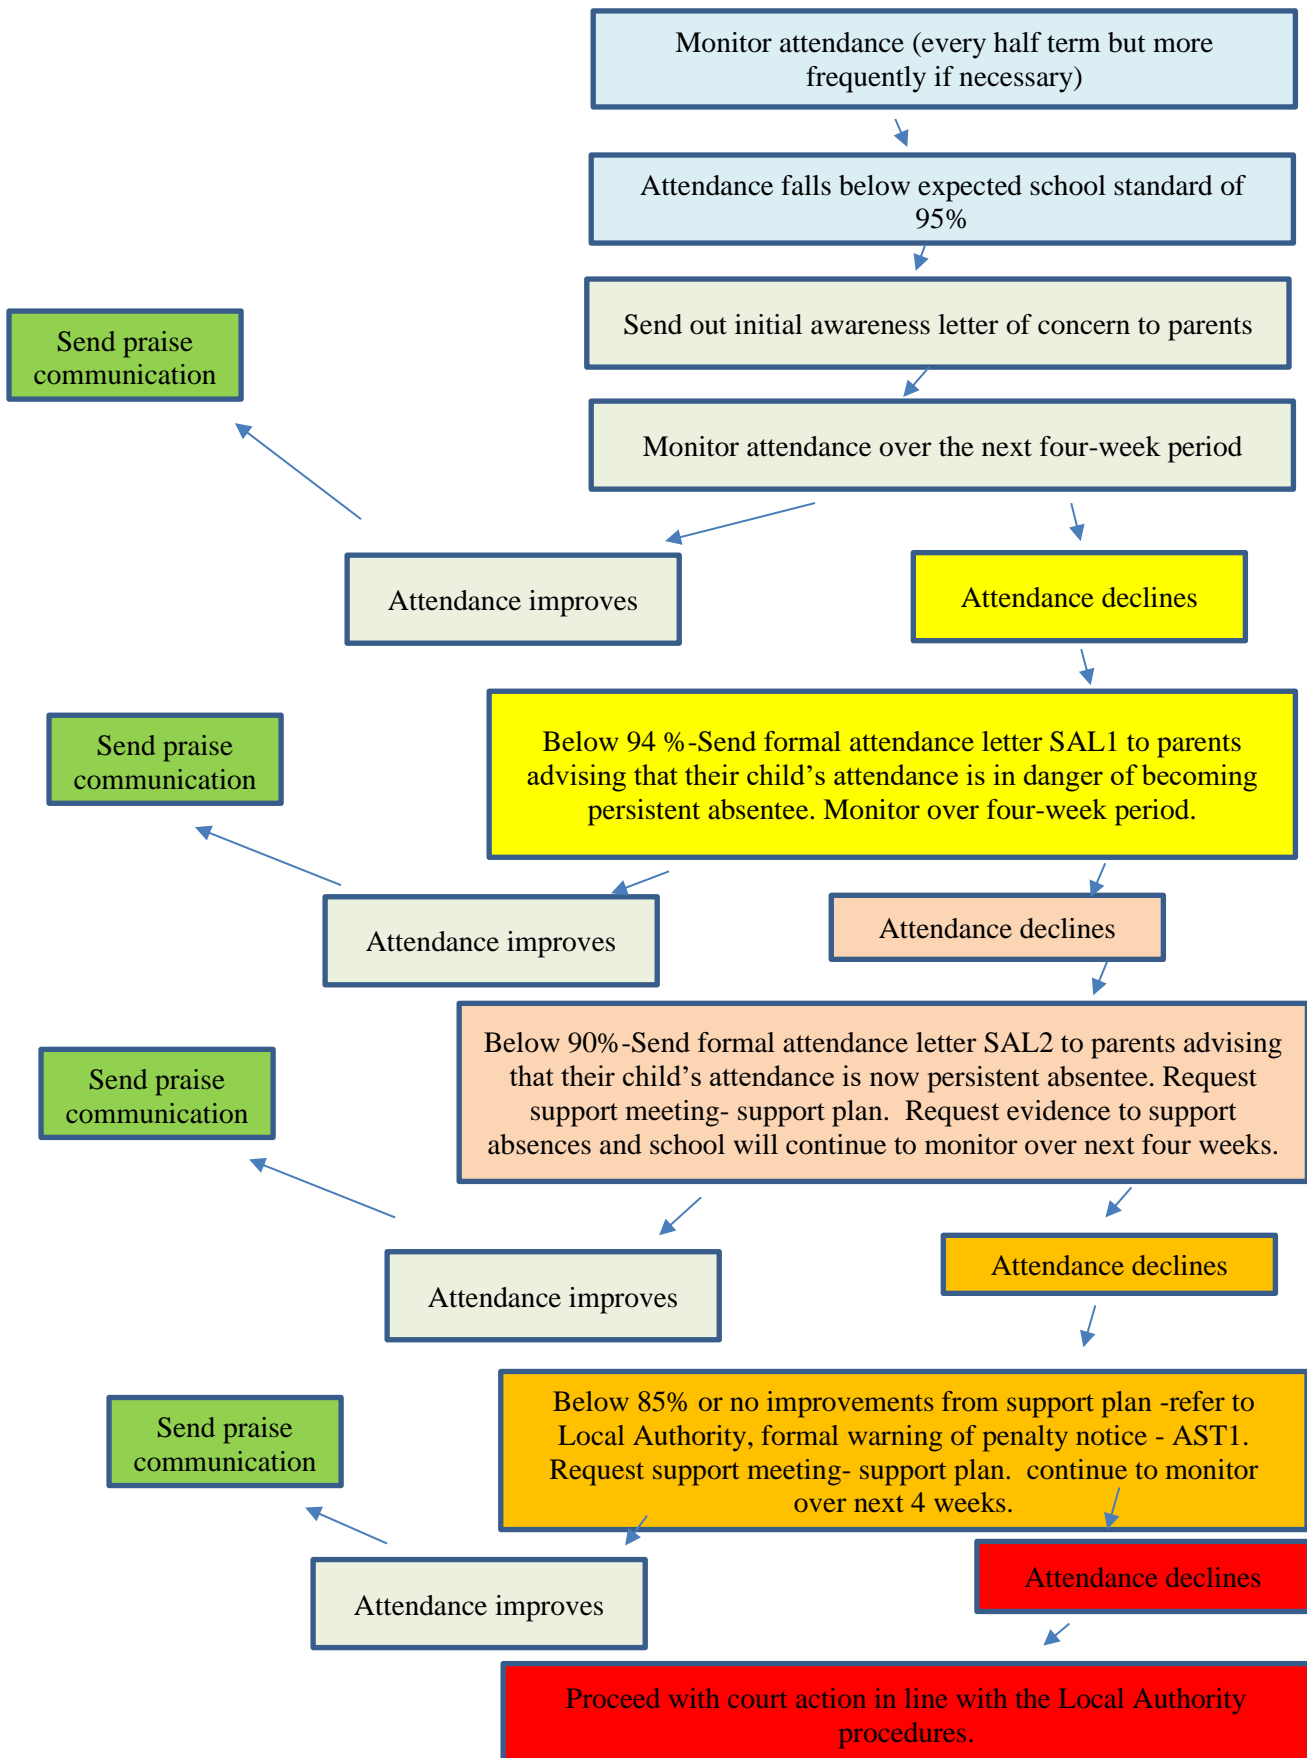 Monitor attendance (every half term but more
frequently if necessary)
Attendance falls below expected school standard of
95%
Send out initial awareness letter of concern to parents
Send praise
communication
Monitor attendance over the next four-week period
Attendance improves
Attendance declines
Below 94 %-Send formal attendance letter SAL1 to parents
advising that their child’s attendance is in danger of becoming
persistent absentee. Monitor over four-week period.
Send praise
communication
Attendance improves
Attendance declines
Below 90%-Send formal attendance letter SAL2 to parents advising
that their child’s attendance is now persistent absentee. Request
support meeting- support plan.  Request evidence to support
absences and school will continue to monitor over next four weeks.
Send praise
communication
Attendance improves
Attendance declines
Below 85% or no improvements from support plan -refer to
Local Authority, formal warning of penalty notice - AST1.
Request support meeting- support plan.  continue to monitor
over next 4 weeks.
Send praise
communication
Attendance improves
Attendance declines
Proceed with court action in line with the Local Authority
procedures.